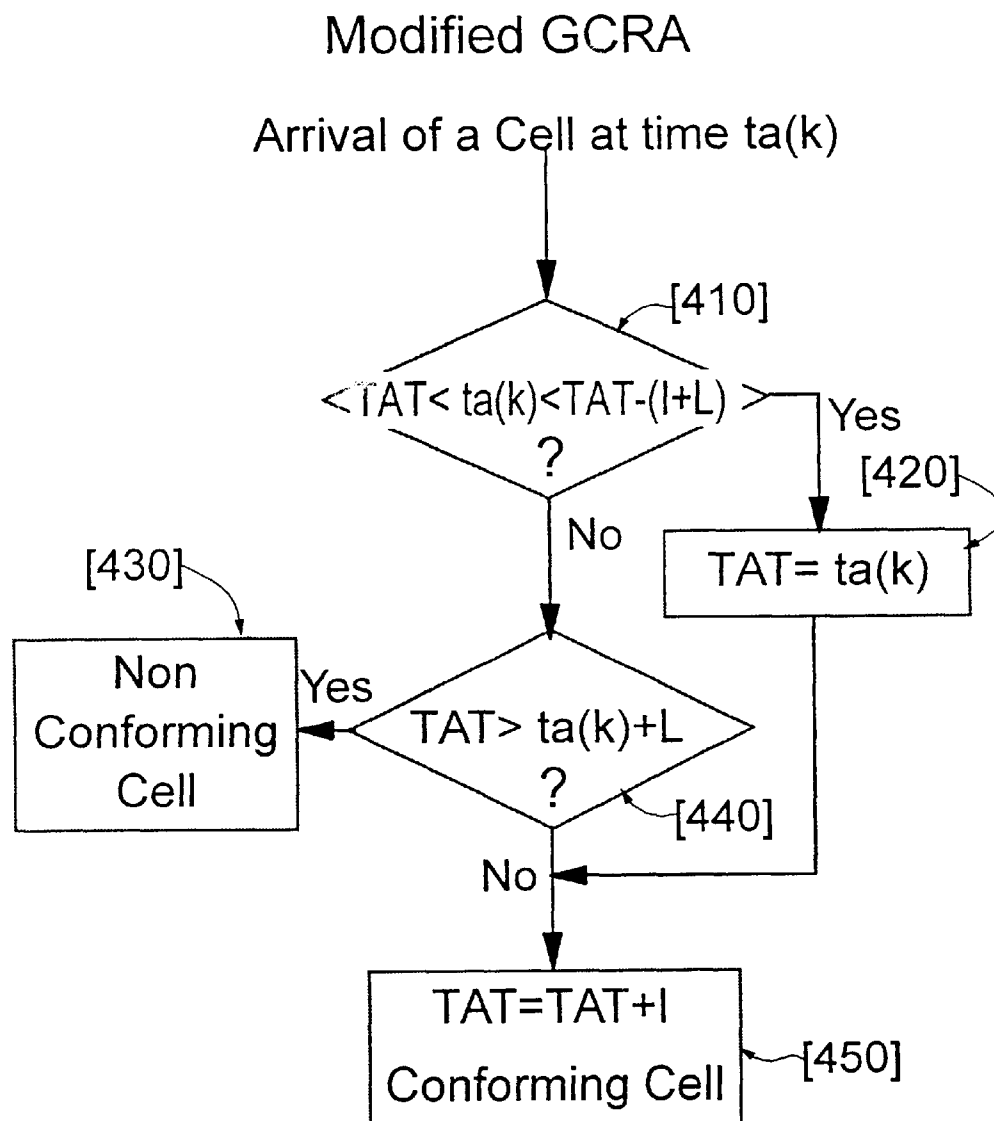 Modified GCRA
Arrival of a Cell at time ta(k)
[410]
<TAT< ta(k)<TAT-(I+L) >
?
Yes
[420]
No
TAT= ta(k)
[430]
Non
Conforming
Cell
Yes
TAT> ta(k)+L
?
[440]
No
TAT=TAT+I
Conforming Cell
[450]